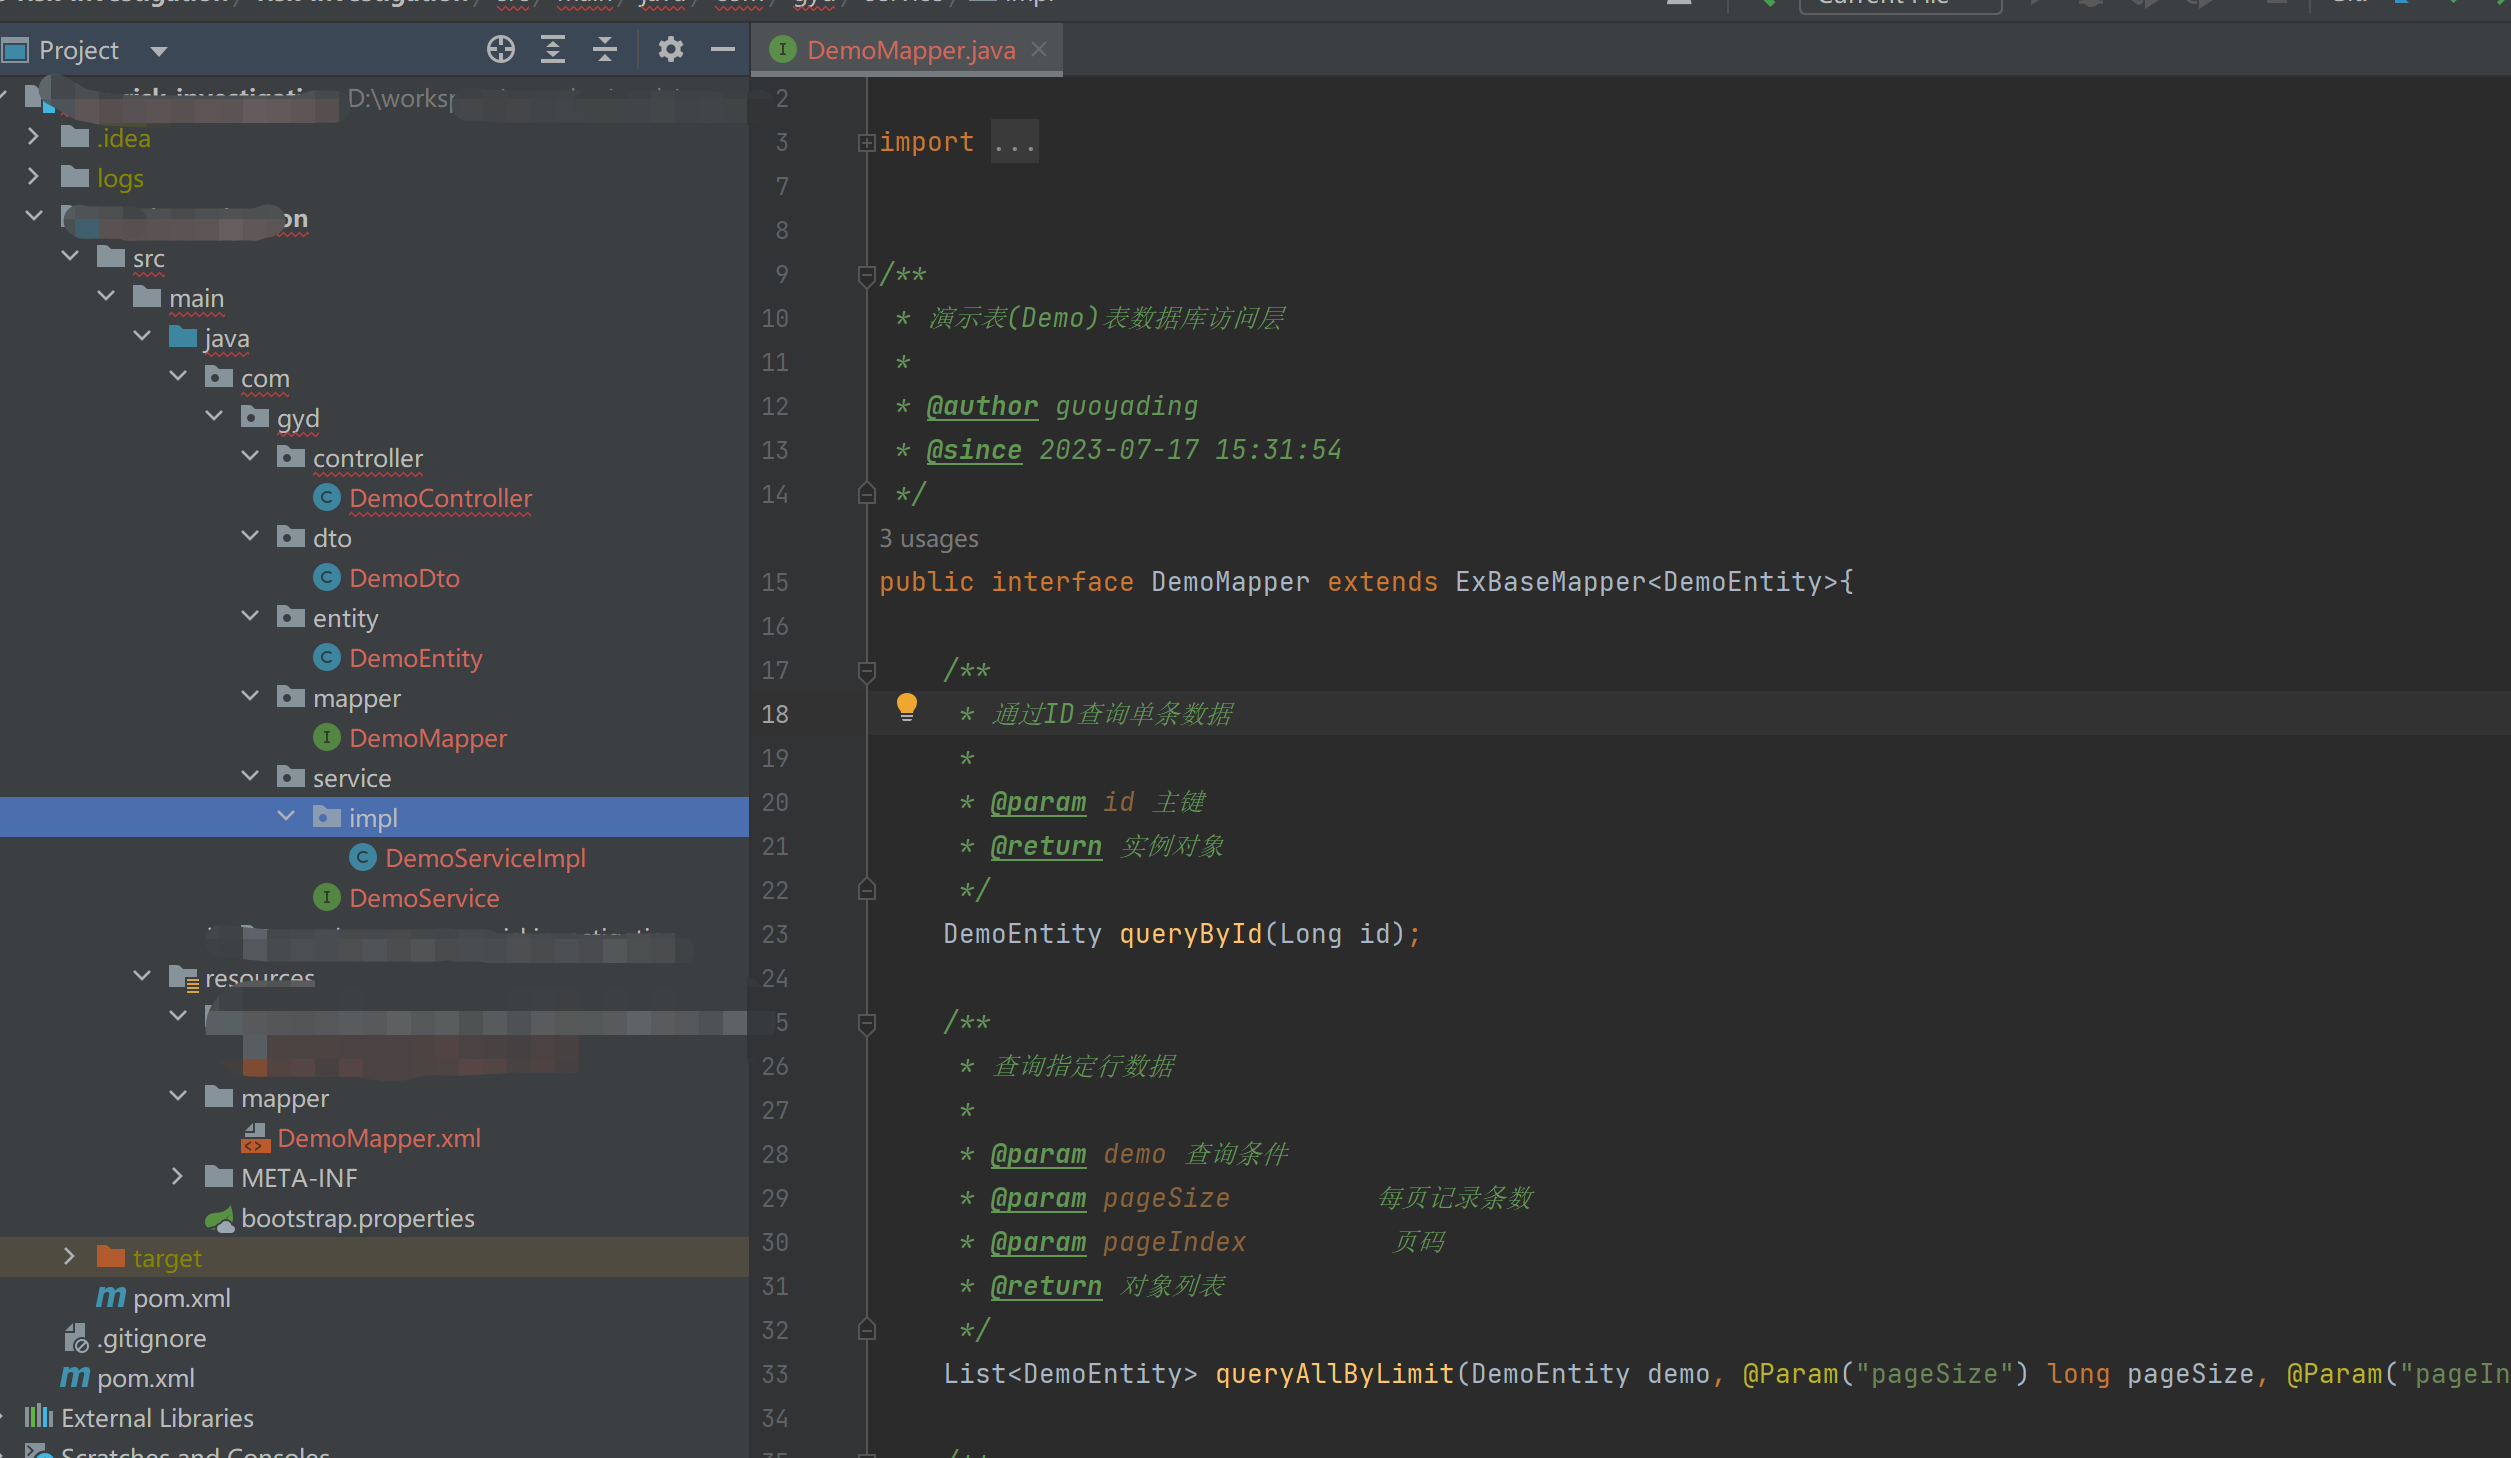 Project
DemoMapper.java
D:\worksp
.idea
logs
on
src
main
java
com
gyd
controller
DemoController
dto
DemoDto
entity
DemoEntity
mapper
DemoMapper
service
impl
DemoServiceImpl
DemoService
resources
mapper
DemoMapper.xml
META-INF
bootstrap.properties
target
pom.xml
.gitignore
pom.xml
External Libraries
Scratches and Consoles
2
3 import ...
7
8
9 /**
10 * 演示表(Demo)表数据库访问层
11 *
12 * @author guoyading
13 * @since 2023-07-17 15:31:54
14 */
3 usages
15 public interface DemoMapper extends ExBaseMapper<DemoEntity>{
16
17 /**
18 * 通过ID查询单条数据
19 *
20 * @param id 主键
21 * @return 实例对象
22 */
23 DemoEntity queryById(Long id);
24
5 /**
26 * 查询指定行数据
27 *
28 * @param demo 查询条件
29 * @param pageSize 每页记录条数
30 * @param pageIndex 页码
31 * @return 对象列表
32 */
33 List<DemoEntity> queryAllByLimit(DemoEntity demo, @Param("pageSize") long pageSize, @Param("pageIn
34
35 /**